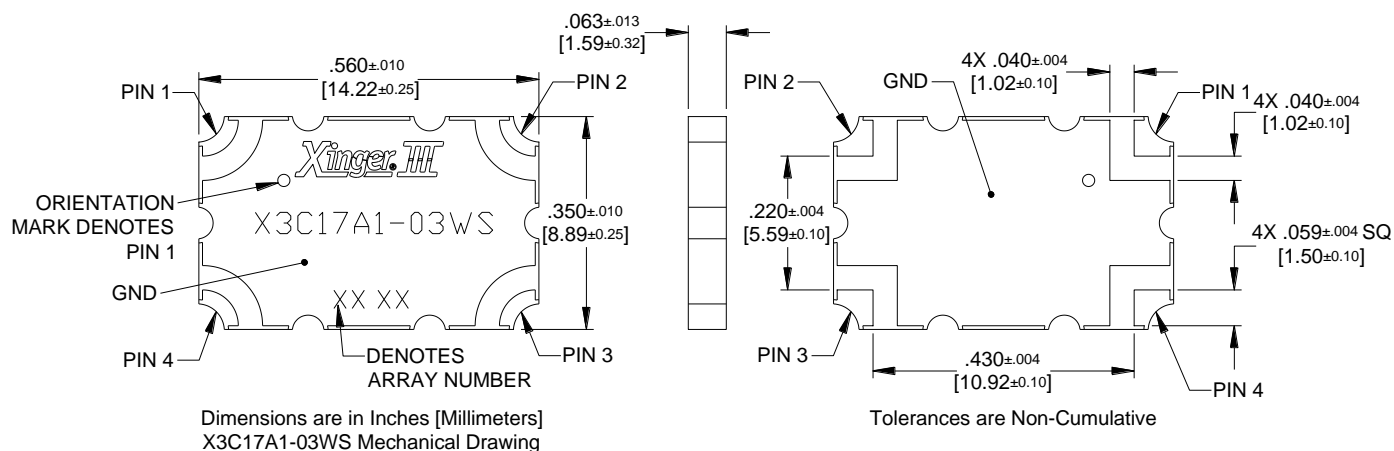 .560±.010
[14.22±0.25]
PIN 1
PIN 2
Xinger® III
ORIENTATION
MARK DENOTES
PIN 1
X3C17A1-03WS
.350±.010
[8.89±0.25]
GND
XX XX
PIN 4
DENOTES
ARRAY NUMBER
PIN 3
Dimensions are in Inches [Millimeters]
X3C17A1-03WS Mechanical Drawing
.063±.013
[1.59±0.32]
PIN 2
GND
4X .040±.004
[1.02±0.10]
PIN 1
4X .040±.004
[1.02±0.10]
.220±.004
[5.59±0.10]
4X .059±.004 SQ
[1.50±0.10]
PIN 3
.430±.004
[10.92±0.10]
PIN 4
Tolerances are Non-Cumulative